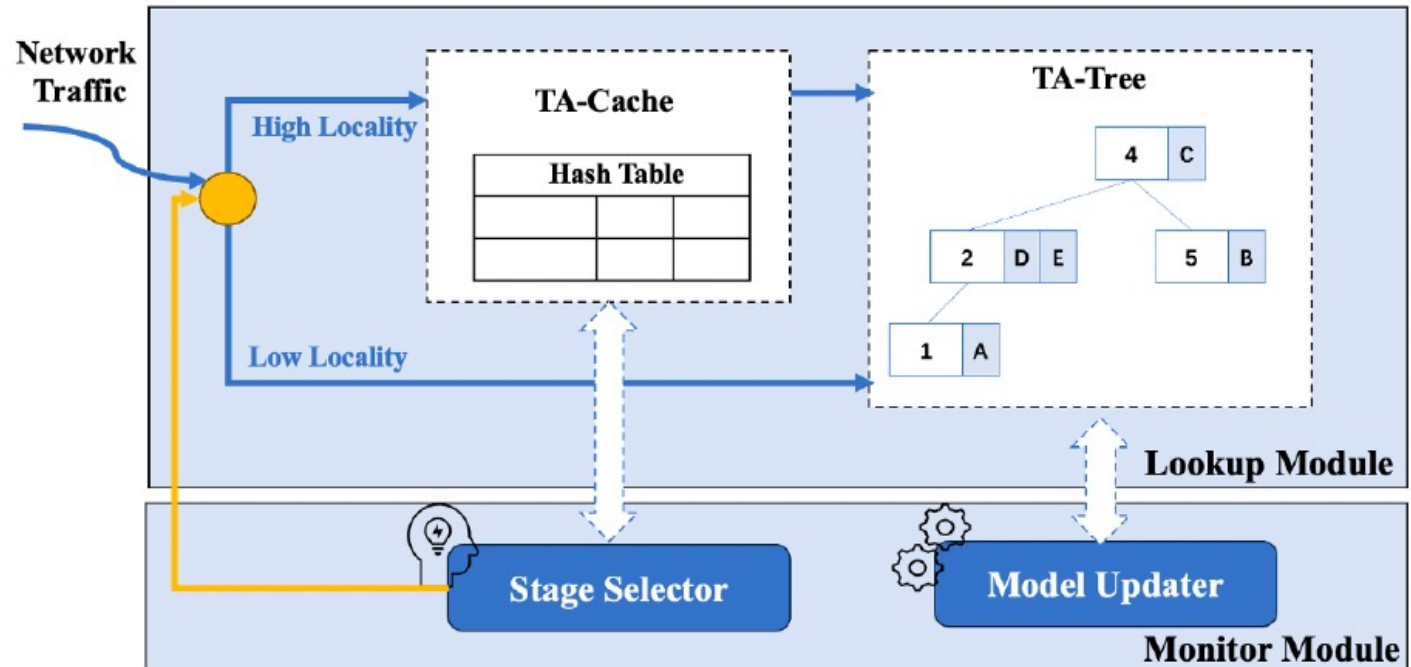 Network
Traffic
High Locality
Low Locality
TA-Cache
Hash Table
TA-Tree
4 C
2 D E
5 B
1 A
Lookup Module
Stage Selector
Model Updater
Monitor Module